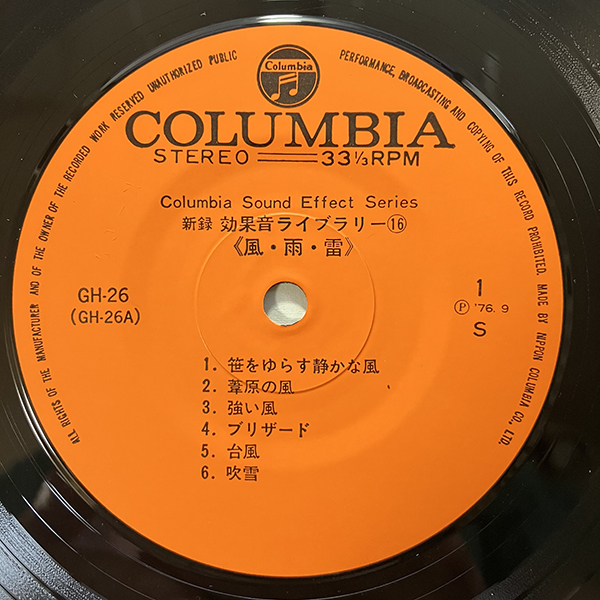 ALL RIGHTS OF THE MANUFACTURER AND OF THE OWNER OF THE RECORDED WORK RESERVED UNAUTHORIZED PUBLIC PERFORMANCE, BROADCASTING AND COPYING OF THIS RECORD PROHIBITED. MADE BY NIPPON COLUMBIA CO., LTD.
Columbia
COLUMBIA
STEREO 33 1/3 RPM
Columbia Sound Effect Series
新録 効果音ライブラリー⑯
《風・雨・雷》
GH-26
(GH-26A)
1
Ⓟ '76. 9
S
1. 笹をゆらす静かな風
2. 葦原の風
3. 強い風
4. ブリザード
5. 台風
6. 吹雪